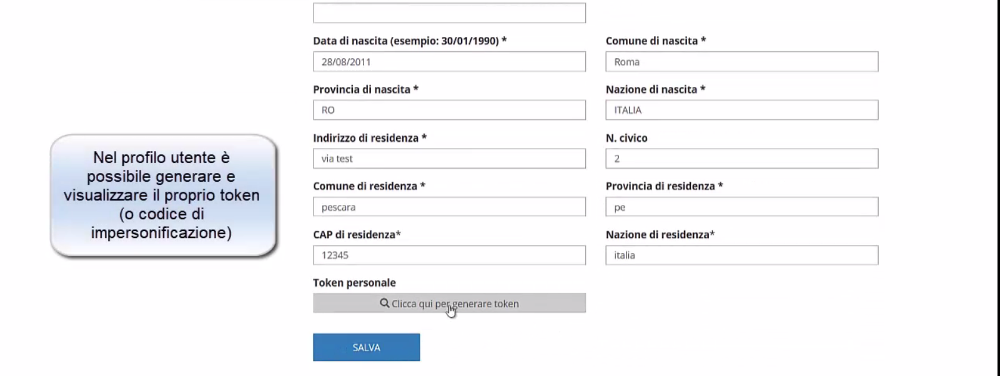 Data di nascita (esempio: 30/01/1990) *
Comune di nascita *
28/08/2011
Roma
Provincia di nascita *
Nazione di nascita *
RO
ITALIA
Indirizzo di residenza *
N. civico
via test
2
Comune di residenza *
Provincia di residenza *
pescara
pe
CAP di residenza*
Nazione di residenza*
12345
italia
Token personale
Clicca qui per generare token
SALVA
Nel profilo utente è
possibile generare e
visualizzare il proprio token
(o codice di
impersonificazione)